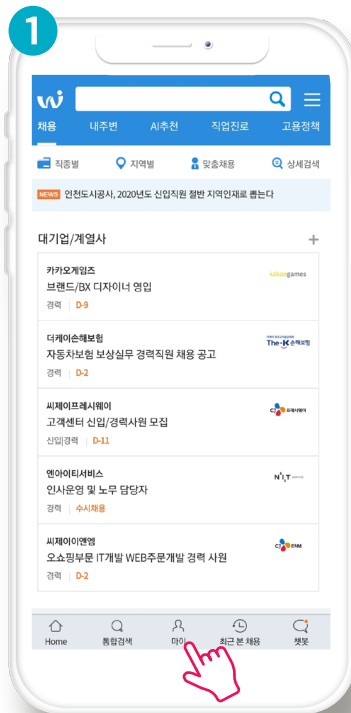 1
채용 내주변 AI추천 직업진로 고용정책
직종별 지역별 맞춤채용 상세검색
NEWS 인천도시공사, 2020년도 신입직원 절반 지역인재로 뽑는다
대기업/계열사 +
카카오게임즈
kakaogames
브랜드/BX 디자이너 영입
경력 | D-9
더케이손해보험
The-K 손해보험
자동차보험 보상실무 경력직원 채용 공고
경력 | D-2
씨제이프레시웨이
CJ 프레시웨이
고객센터 신입/경력사원 모집
신입|경력 | D-11
엔아이티서비스
N'I,T
인사운영 및 노무 담당자
경력 | 수시채용
씨제이이엔엠
CJ ENM
오쇼핑부문 IT개발 WEB주문개발 경력 사원
경력 | D-2
Home 통합검색 마이 최근 본 채용 챗봇